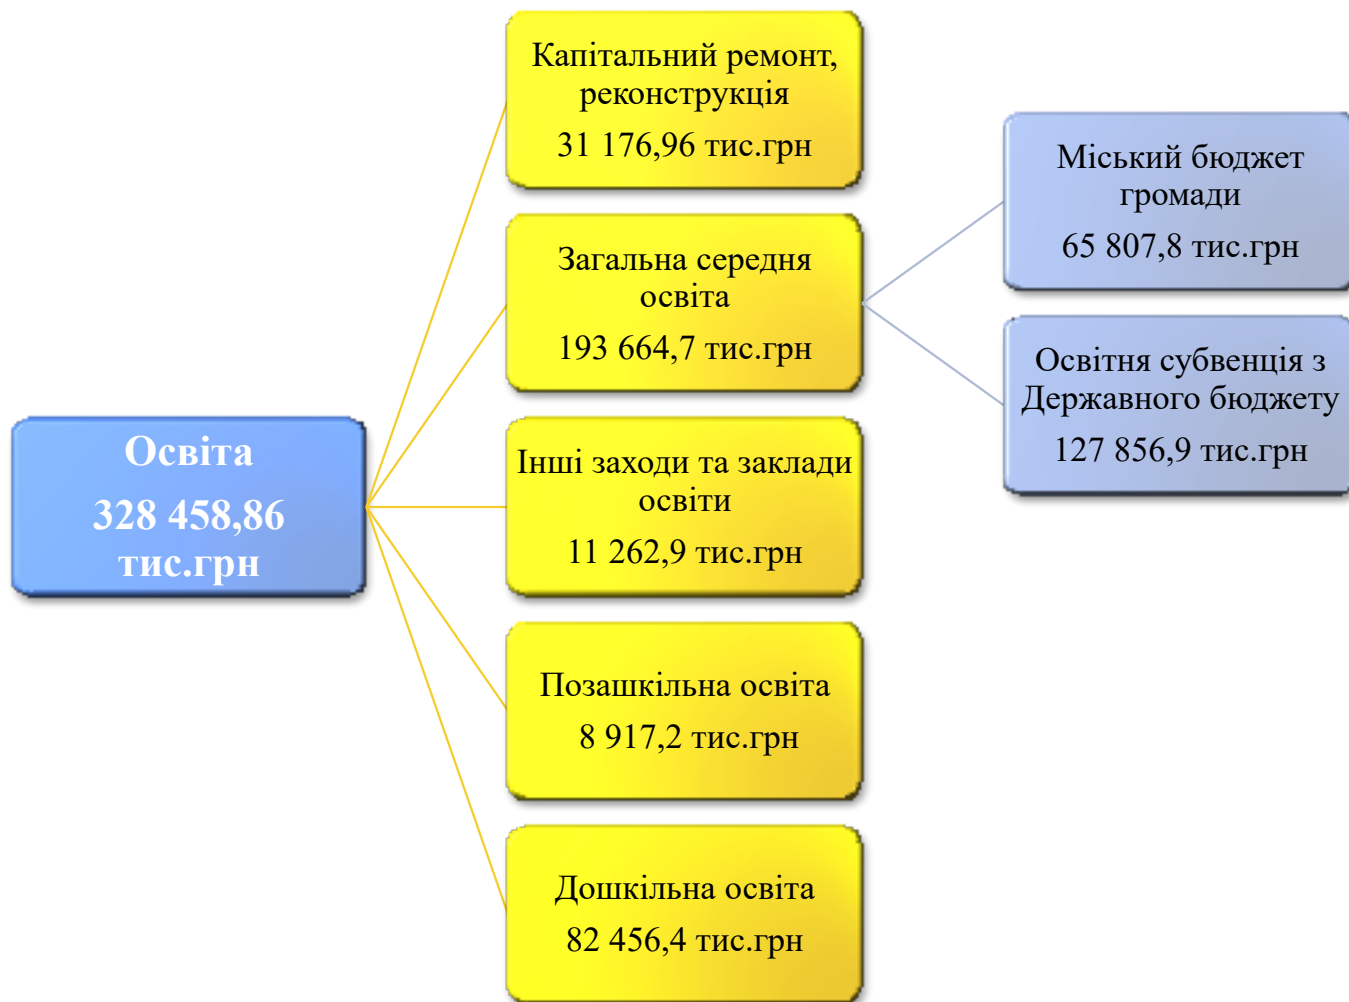 Освіта
328 458,86
тис.грн
Капітальний ремонт,
реконструкція
31 176,96 тис.грн
Загальна середня
освіта
193 664,7 тис.грн
Міський бюджет
громади
65 807,8 тис.грн
Освітня субвенція з
Державного бюджету
127 856,9 тис.грн
Інші заходи та заклади
освіти
11 262,9 тис.грн
Позашкільна освіта
8 917,2 тис.грн
Дошкільна освіта
82 456,4 тис.грн